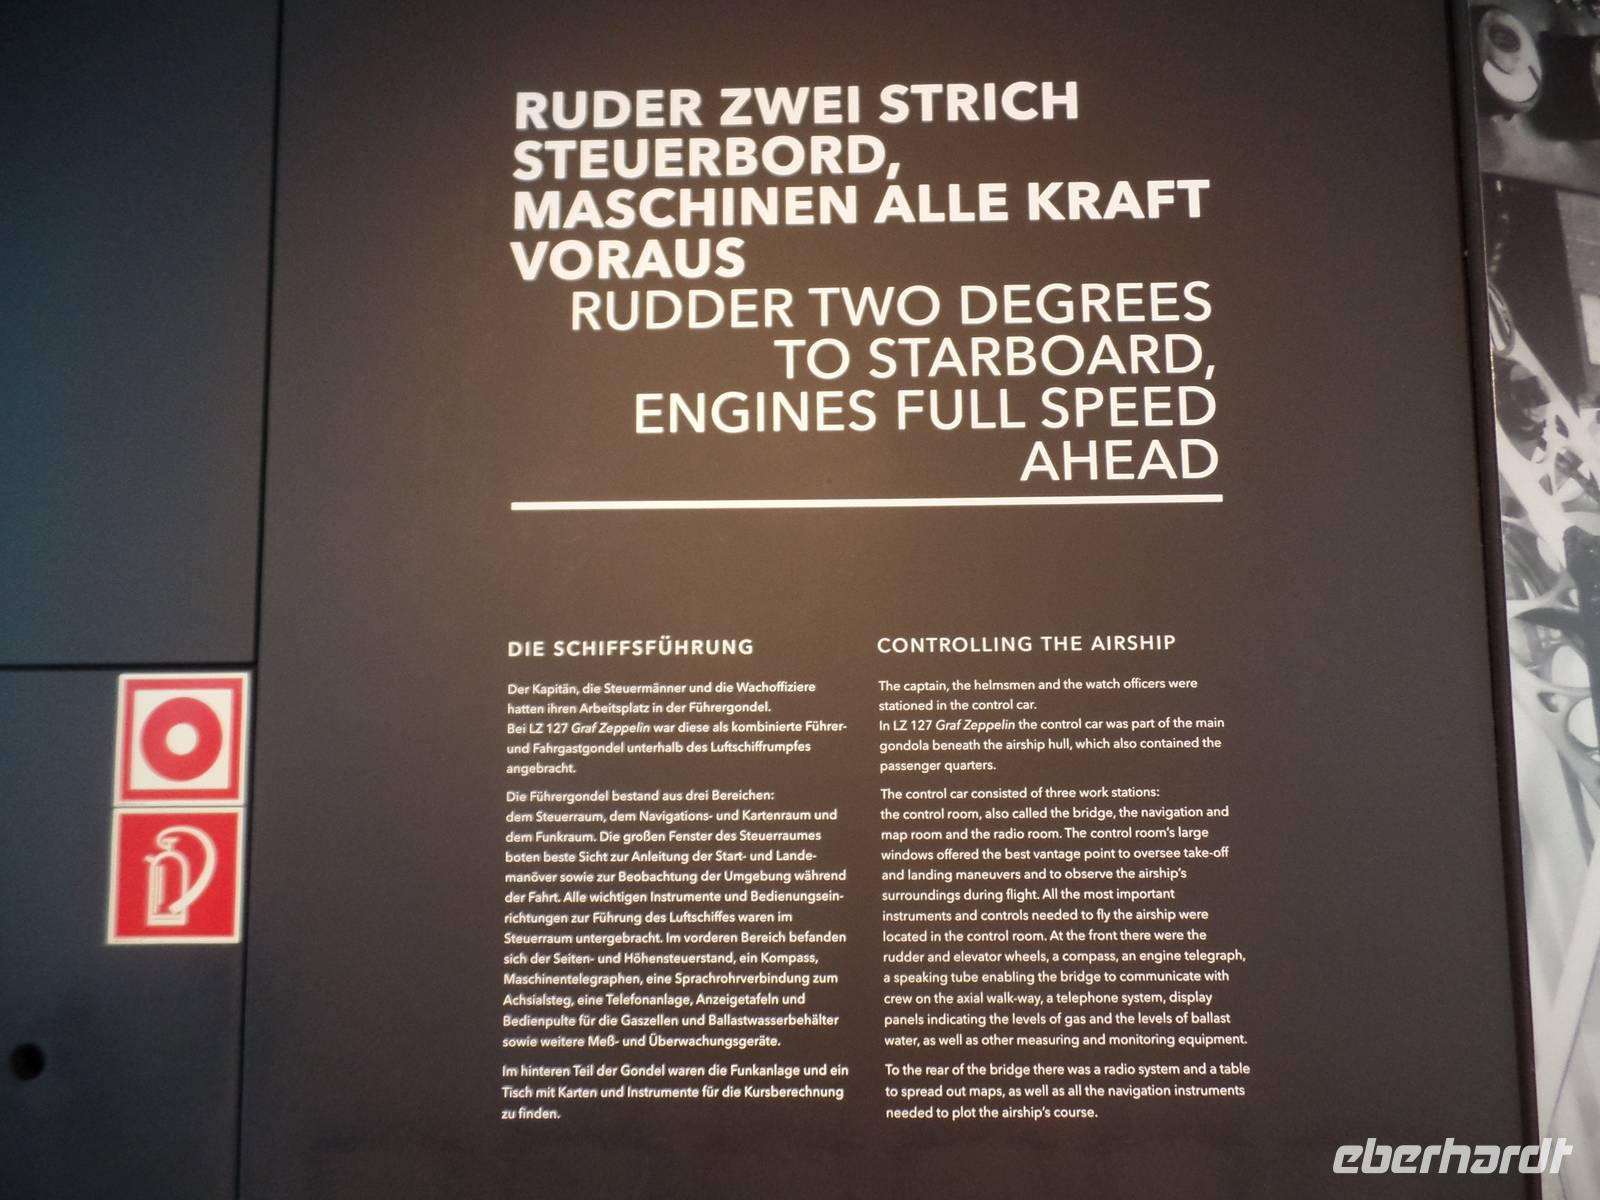 RUDER ZWEI STRICH
STEUERBORD,
MASCHINEN ALLE KRAFT
VORAUS
RUDDER TWO DEGREES
TO STARBOARD,
ENGINES FULL SPEED
AHEAD
DIE SCHIFFSFÜHRUNG
Der Kapitän, die Steuermänner und die Wachoffiziere
hatten ihren Arbeitsplatz in der Führergondel.
Bei LZ 127 Graf Zeppelin war diese als kombinierte Führer-
und Fahrgastgondel unterhalb des Luftschiffrumpfes
angebracht.
Die Führergondel bestand aus drei Bereichen:
dem Steuerraum, dem Navigations- und Kartenraum und
dem Funkraum. Die großen Fenster des Steuerraumes
boten beste Sicht zur Anleitung der Start- und Lande-
manöver sowie zur Beobachtung der Umgebung während
der Fahrt. Alle wichtigen Instrumente und Bedienungsein-
richtungen zur Führung des Luftschiffes waren im
Steuerraum untergebracht. Im vorderen Bereich befanden
sich der Seiten- und Höhensteuerstand, ein Kompass,
Maschinentelegraphen, eine Sprachrohrverbindung zum
Achsialsteg, eine Telefonanlage, Anzeigetafeln und
Bedienpulte für die Gaszellen und Ballastwasserbehälter
sowie weitere Meß- und Überwachungsgeräte.
Im hinteren Teil der Gondel waren die Funkanlage und ein
Tisch mit Karten und Instrumente für die Kursberechnung
zu finden.
CONTROLLING THE AIRSHIP
The captain, the helmsmen and the watch officers were
stationed in the control car.
In LZ 127 Graf Zeppelin the control car was part of the main
gondola beneath the airship hull, which also contained the
passenger quarters.
The control car consisted of three work stations:
the control room, also called the bridge, the navigation and
map room and the radio room. The control room's large
windows offered the best vantage point to oversee take-off
and landing maneuvers and to observe the airship's
surroundings during flight. All the most important
instruments and controls needed to fly the airship were
located in the control room. At the front there were the
rudder and elevator wheels, a compass, an engine telegraph,
a speaking tube enabling the bridge to communicate with
crew on the axial walk-way, a telephone system, display
panels indicating the levels of gas and the levels of ballast
water, as well as other measuring and monitoring equipment.
To the rear of the bridge there was a radio system and a table
to spread out maps, as well as all the navigation instruments
needed to plot the airship's course.
eberhardt